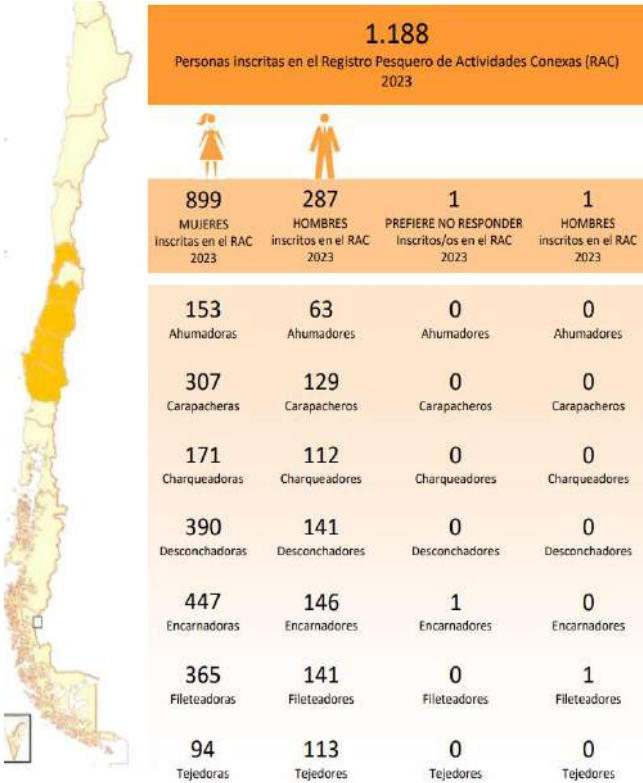 1.188
Personas inscritas en el Registro Pesquero de Actividades Conexas (RAC)
2023
899 287 1 1
MUJERES HOMBRES PREFIERE NO RESPONDER HOMBRES
inscritas en el RAC inscritos en el RAC Inscritos/os en el RAC inscritos en el RAC
2023 2023 2023 2023
153 63 0 0
Ahumadoras Ahumadores Ahumadores Ahumadores
307 129 0 0
Carapacheras Carapacheros Carapacheros Carapacheros
171 112 0 0
Charqueadoras Charqueadores Charqueadores Charqueadores
390 141 0 0
Desconchadoras Desconchadores Desconchadores Desconchadores
447 146 1 0
Encarnadoras Encarnadores Encarnadores Encarnadores
365 141 0 1
Fileteadoras Fileteadores Fileteadores Fileteadores
94 113 0 0
Tejedoras Tejedores Tejedores Tejedores